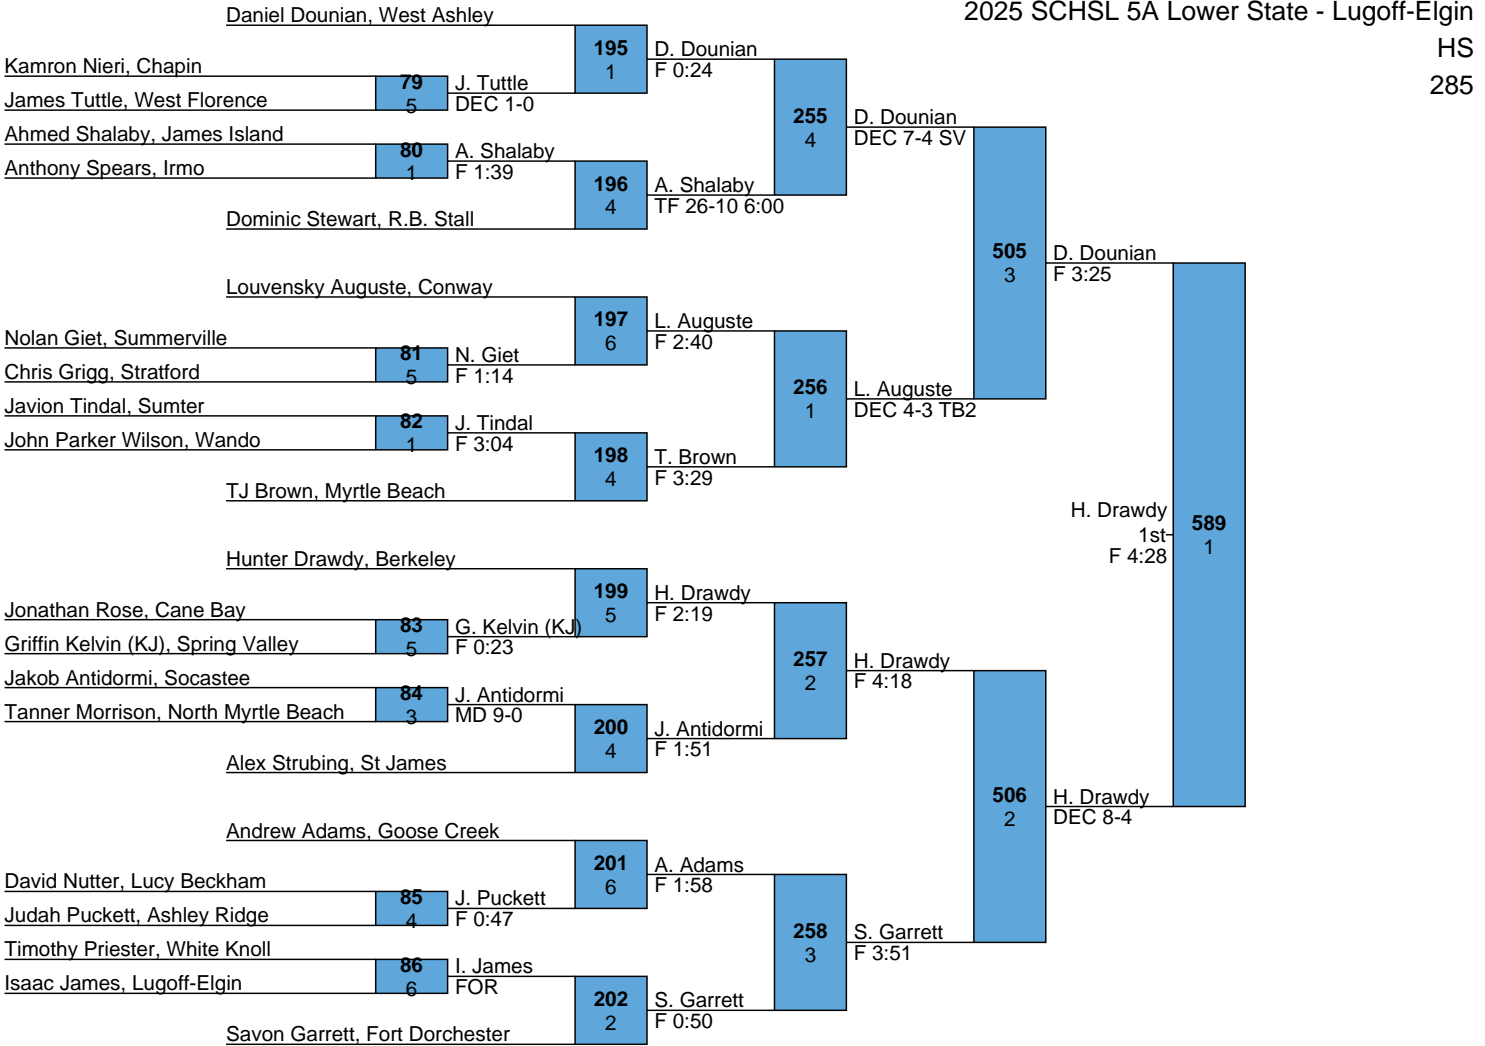 2025 SCHSL 5A Lower State - Lugoff-Elgin
HS
285
Daniel Dounian, West Ashley
Kamron Nieri, Chapin
James Tuttle, West Florence
Ahmed Shalaby, James Island
Anthony Spears, Irmo
Dominic Stewart, R.B. Stall
Louvensky Auguste, Conway
Nolan Giet, Summerville
Chris Grigg, Stratford
Javion Tindal, Sumter
John Parker Wilson, Wando
TJ Brown, Myrtle Beach
Hunter Drawdy, Berkeley
Jonathan Rose, Cane Bay
Griffin Kelvin (KJ), Spring Valley
Jakob Antidormi, Socastee
Tanner Morrison, North Myrtle Beach
Alex Strubing, St James
Andrew Adams, Goose Creek
David Nutter, Lucy Beckham
Judah Puckett, Ashley Ridge
Timothy Priester, White Knoll
Isaac James, Lugoff-Elgin
Savon Garrett, Fort Dorchester
79
5
J. Tuttle
DEC 1-0
80
1
A. Shalaby
F 1:39
81
5
N. Giet
F 1:14
82
1
J. Tindal
F 3:04
83
5
G. Kelvin (KJ)
F 0:23
84
3
J. Antidormi
MD 9-0
85
4
J. Puckett
F 0:47
86
6
I. James
FOR
195
1
D. Dounian
F 0:24
196
4
A. Shalaby
TF 26-10 6:00
197
6
L. Auguste
F 2:40
198
4
T. Brown
F 3:29
199
5
H. Drawdy
F 2:19
200
4
J. Antidormi
F 1:51
201
6
A. Adams
F 1:58
202
2
S. Garrett
F 0:50
255
4
D. Dounian
DEC 7-4 SV
256
1
L. Auguste
DEC 4-3 TB2
257
2
H. Drawdy
F 4:18
258
3
S. Garrett
F 3:51
505
3
D. Dounian
F 3:25
506
2
H. Drawdy
DEC 8-4
589
1
H. Drawdy
1st
F 4:28